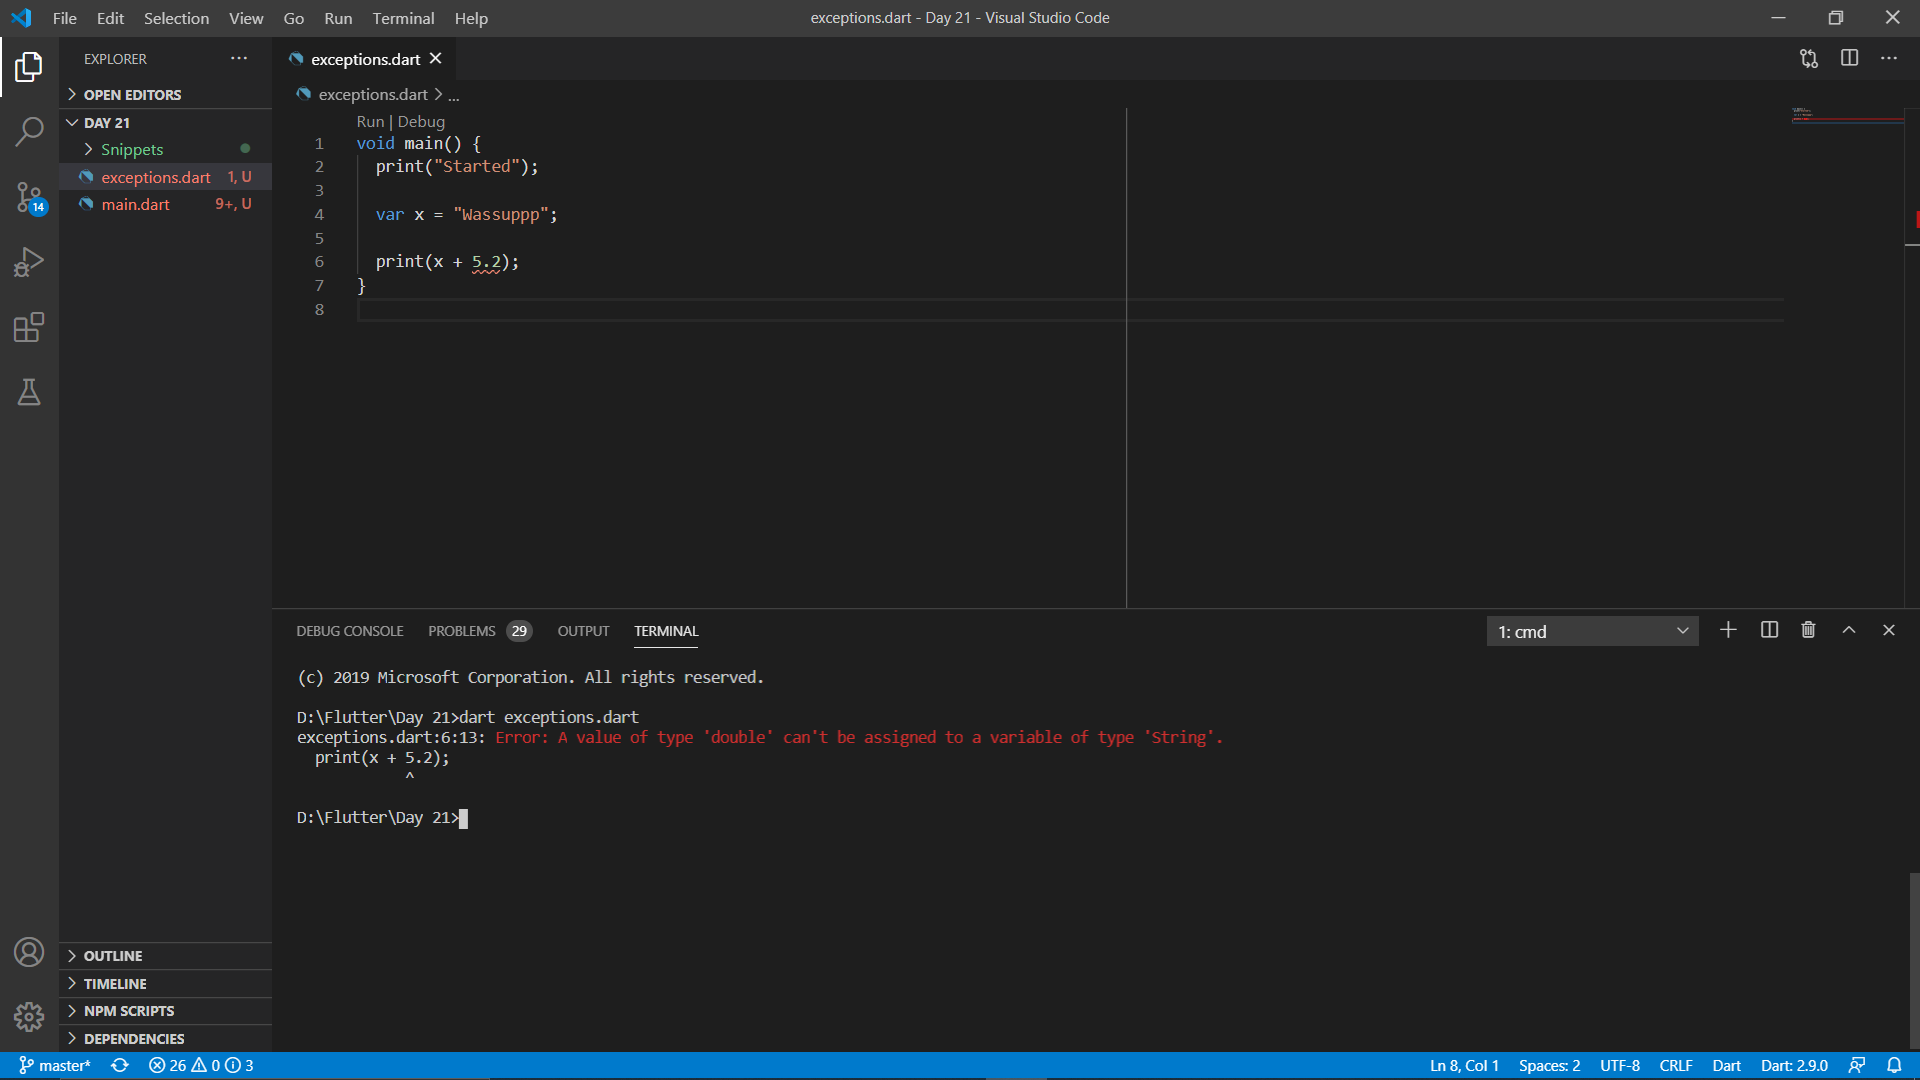 File Edit Selection View Go Run Terminal Help
exceptions.dart - Day 21 - Visual Studio Code
EXPLORER
OPEN EDITORS
DAY 21
Snippets
exceptions.dart 1, U
main.dart 9+, U
14
OUTLINE
TIMELINE
NPM SCRIPTS
DEPENDENCIES
exceptions.dart
exceptions.dart > ...
Run | Debug
1 void main() {
2 print("Started");
3
4 var x = "Wassuppp";
5
6 print(x + 5.2);
7 }
8
DEBUG CONSOLE PROBLEMS 29 OUTPUT TERMINAL
1: cmd
(c) 2019 Microsoft Corporation. All rights reserved.
D:\Flutter\Day 21>dart exceptions.dart
exceptions.dart:6:13: Error: A value of type 'double' can't be assigned to a variable of type 'String'.
print(x + 5.2);
^
D:\Flutter\Day 21>
master* 26 0 3
Ln 8, Col 1 Spaces: 2 UTF-8 CRLF Dart Dart: 2.9.0